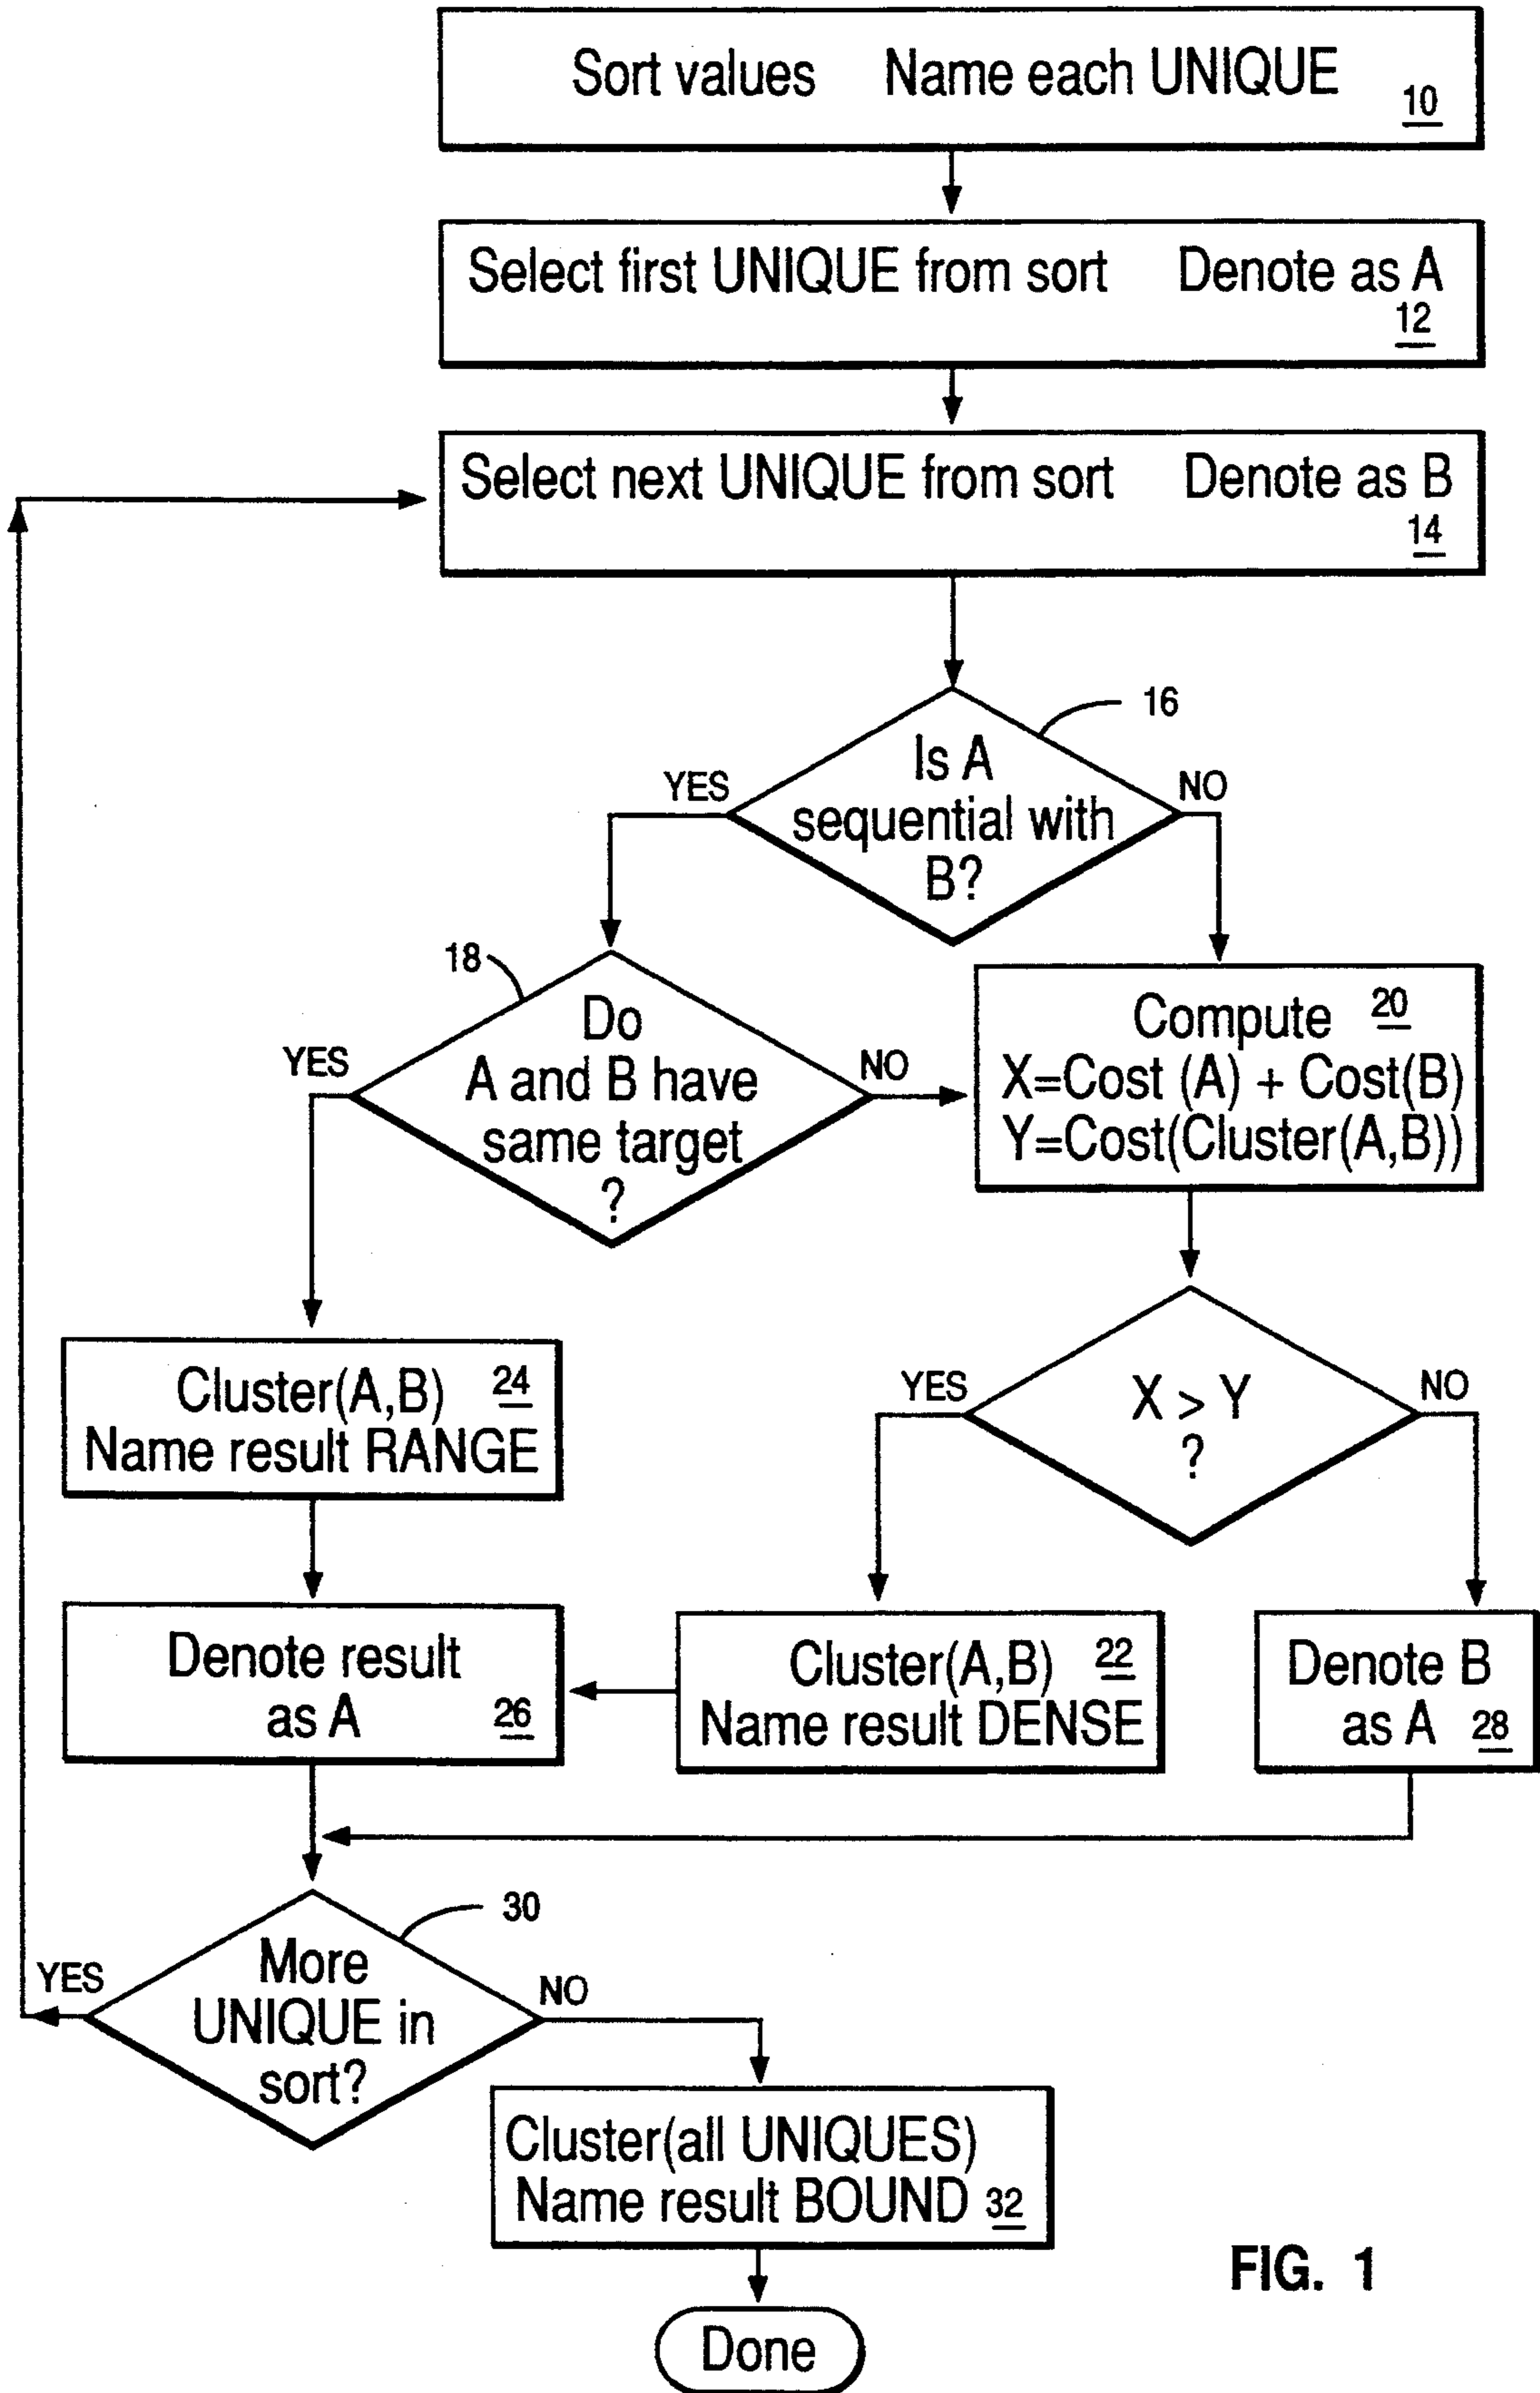 Sort values Name each UNIQUE
10
Select first UNIQUE from sort Denote as A
12
Select next UNIQUE from sort Denote as B
14
16
Is A
sequential with
B?
YES
NO
18
Do
A and B have
same target
?
YES
NO
Compute 20
X=Cost (A) + Cost(B)
Y=Cost(Cluster(A,B))
X > Y
?
YES
NO
Cluster(A,B) 24
Name result RANGE
Denote result
as A 26
Cluster(A,B) 22
Name result DENSE
Denote B
as A 28
30
More
UNIQUE in
sort?
YES
NO
Cluster(all UNIQUES)
Name result BOUND 32
Done
FIG. 1